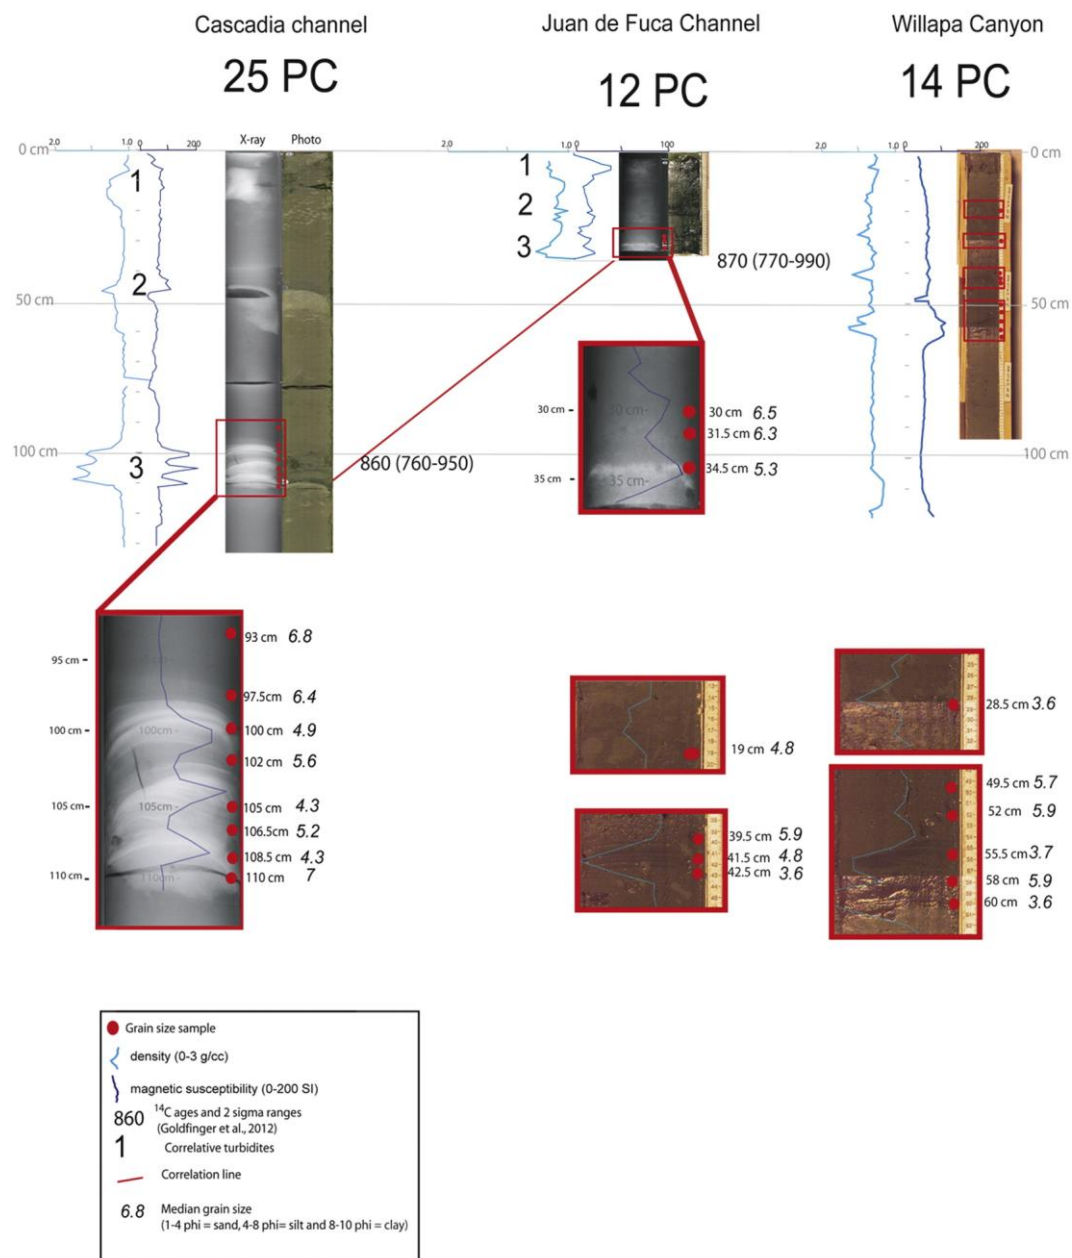 Cascadia channel
Juan de Fuca Channel
Willapa Canyon
25 PC
12 PC
14 PC
2.0 1.0 0 200
X-ray Photo
2.0 1.0 0 100
2.0 1.0 0 200
0 cm
0 cm
1
1
2
2
3
870 (770-990)
50 cm
50 cm
100 cm
100 cm
3
860 (760-950)
30 cm
30 cm-
30 cm 6.5
31.5 cm 6.3
34.5 cm 5.3
35 cm
35 cm-
93 cm 6.8
95 cm
97.5cm 6.4
100 cm
100cm
100 cm 4.9
102 cm 5.6
105 cm
105cm
105 cm 4.3
106.5cm 5.2
108.5 cm 4.3
110 cm
110cm
110 cm 7
19 cm 4.8
39.5 cm 5.9
41.5 cm 4.8
42.5 cm 3.6
28.5 cm 3.6
49.5 cm 5.7
52 cm 5.9
55.5 cm 3.7
58 cm 5.9
60 cm 3.6
Grain size sample
density (0-3 g/cc)
magnetic susceptibility (0-200 SI)
860 14C ages and 2 sigma ranges
(Goldfinger et al., 2012)
1 Correlative turbidites
Correlation line
6.8 Median grain size
(1-4 phi = sand, 4-8 phi= silt and 8-10 phi = clay)